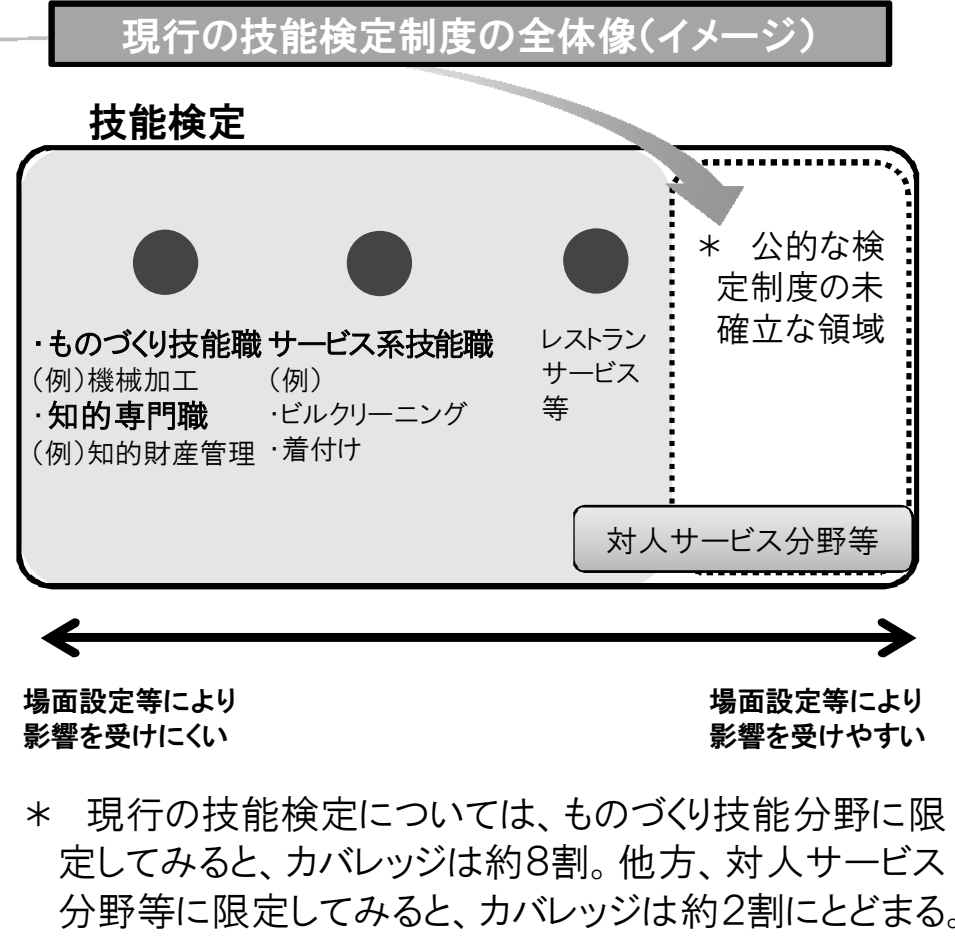 現行の技能検定制度の全体像(イメージ)
技能検定
・ものづくり技能職
(例)機械加工
・知的専門職
(例)知的財産管理
サービス系技能職
(例)
・ビルクリーニング
・着付け
レストラン
サービス
等
＊　公的な検
定制度の未
確立な領域
対人サービス分野等
場面設定等により
影響を受けにくい
場面設定等により
影響を受けやすい
＊　現行の技能検定については、ものづくり技能分野に限
定してみると、カバレッジは約8割。他方、対人サービス
分野等に限定してみると、カバレッジは約2割にとどまる。